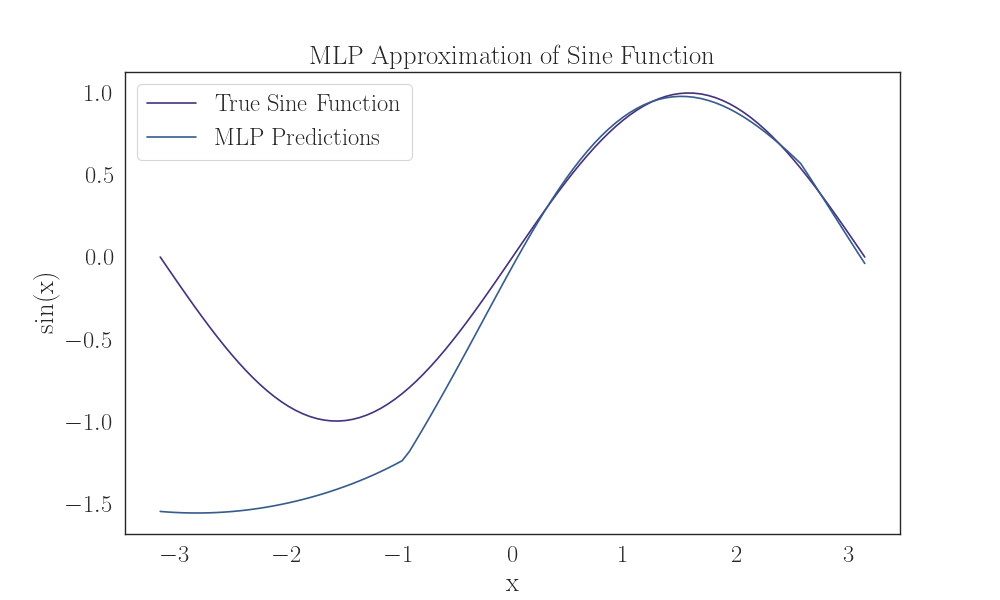 MLP Approximation of Sine Function
True Sine Function
MLP Predictions
1.0
0.5
0.0
−0.5
−1.0
−1.5
sin(x)
−3 −2 −1 0 1 2 3
x